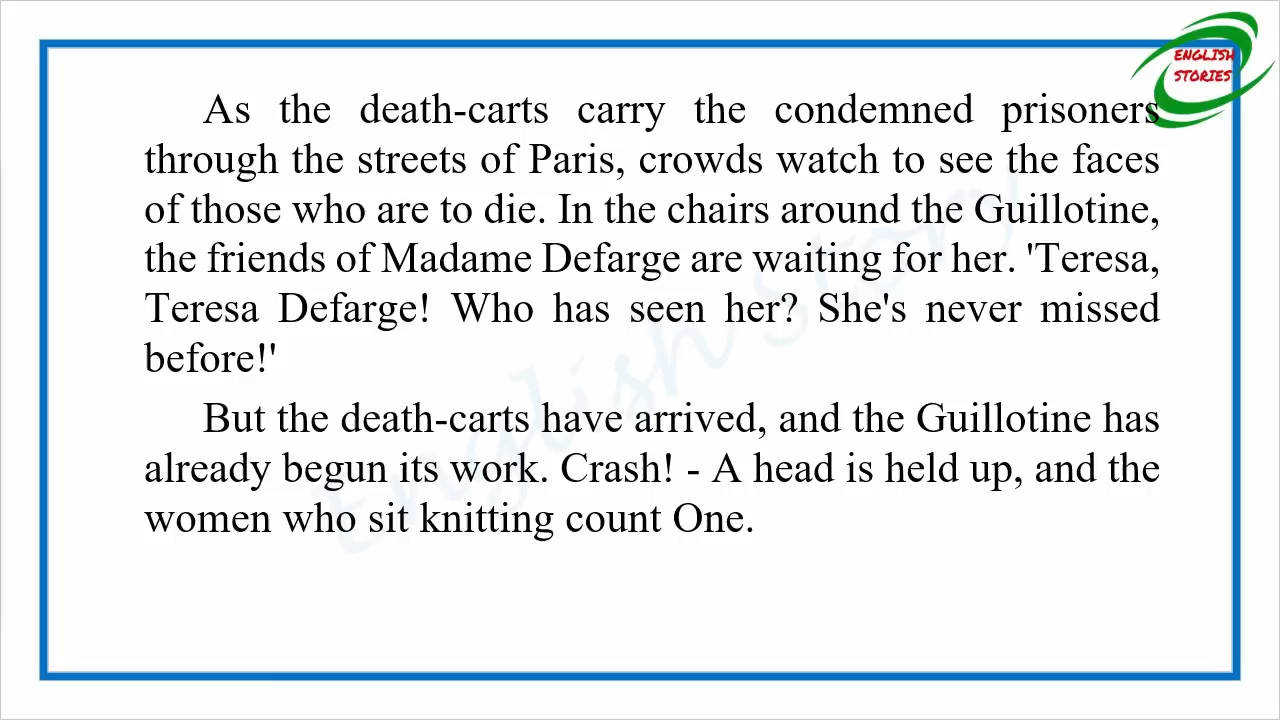 ENGLISH
STORIES
As the death-carts carry the condemned prisoners
through the streets of Paris, crowds watch to see the faces
of those who are to die. In the chairs around the Guillotine,
the friends of Madame Defarge are waiting for her. 'Teresa,
Teresa Defarge! Who has seen her? She's never missed
before!'
But the death-carts have arrived, and the Guillotine has
already begun its work. Crash! - A head is held up, and the
women who sit knitting count One.
English Story